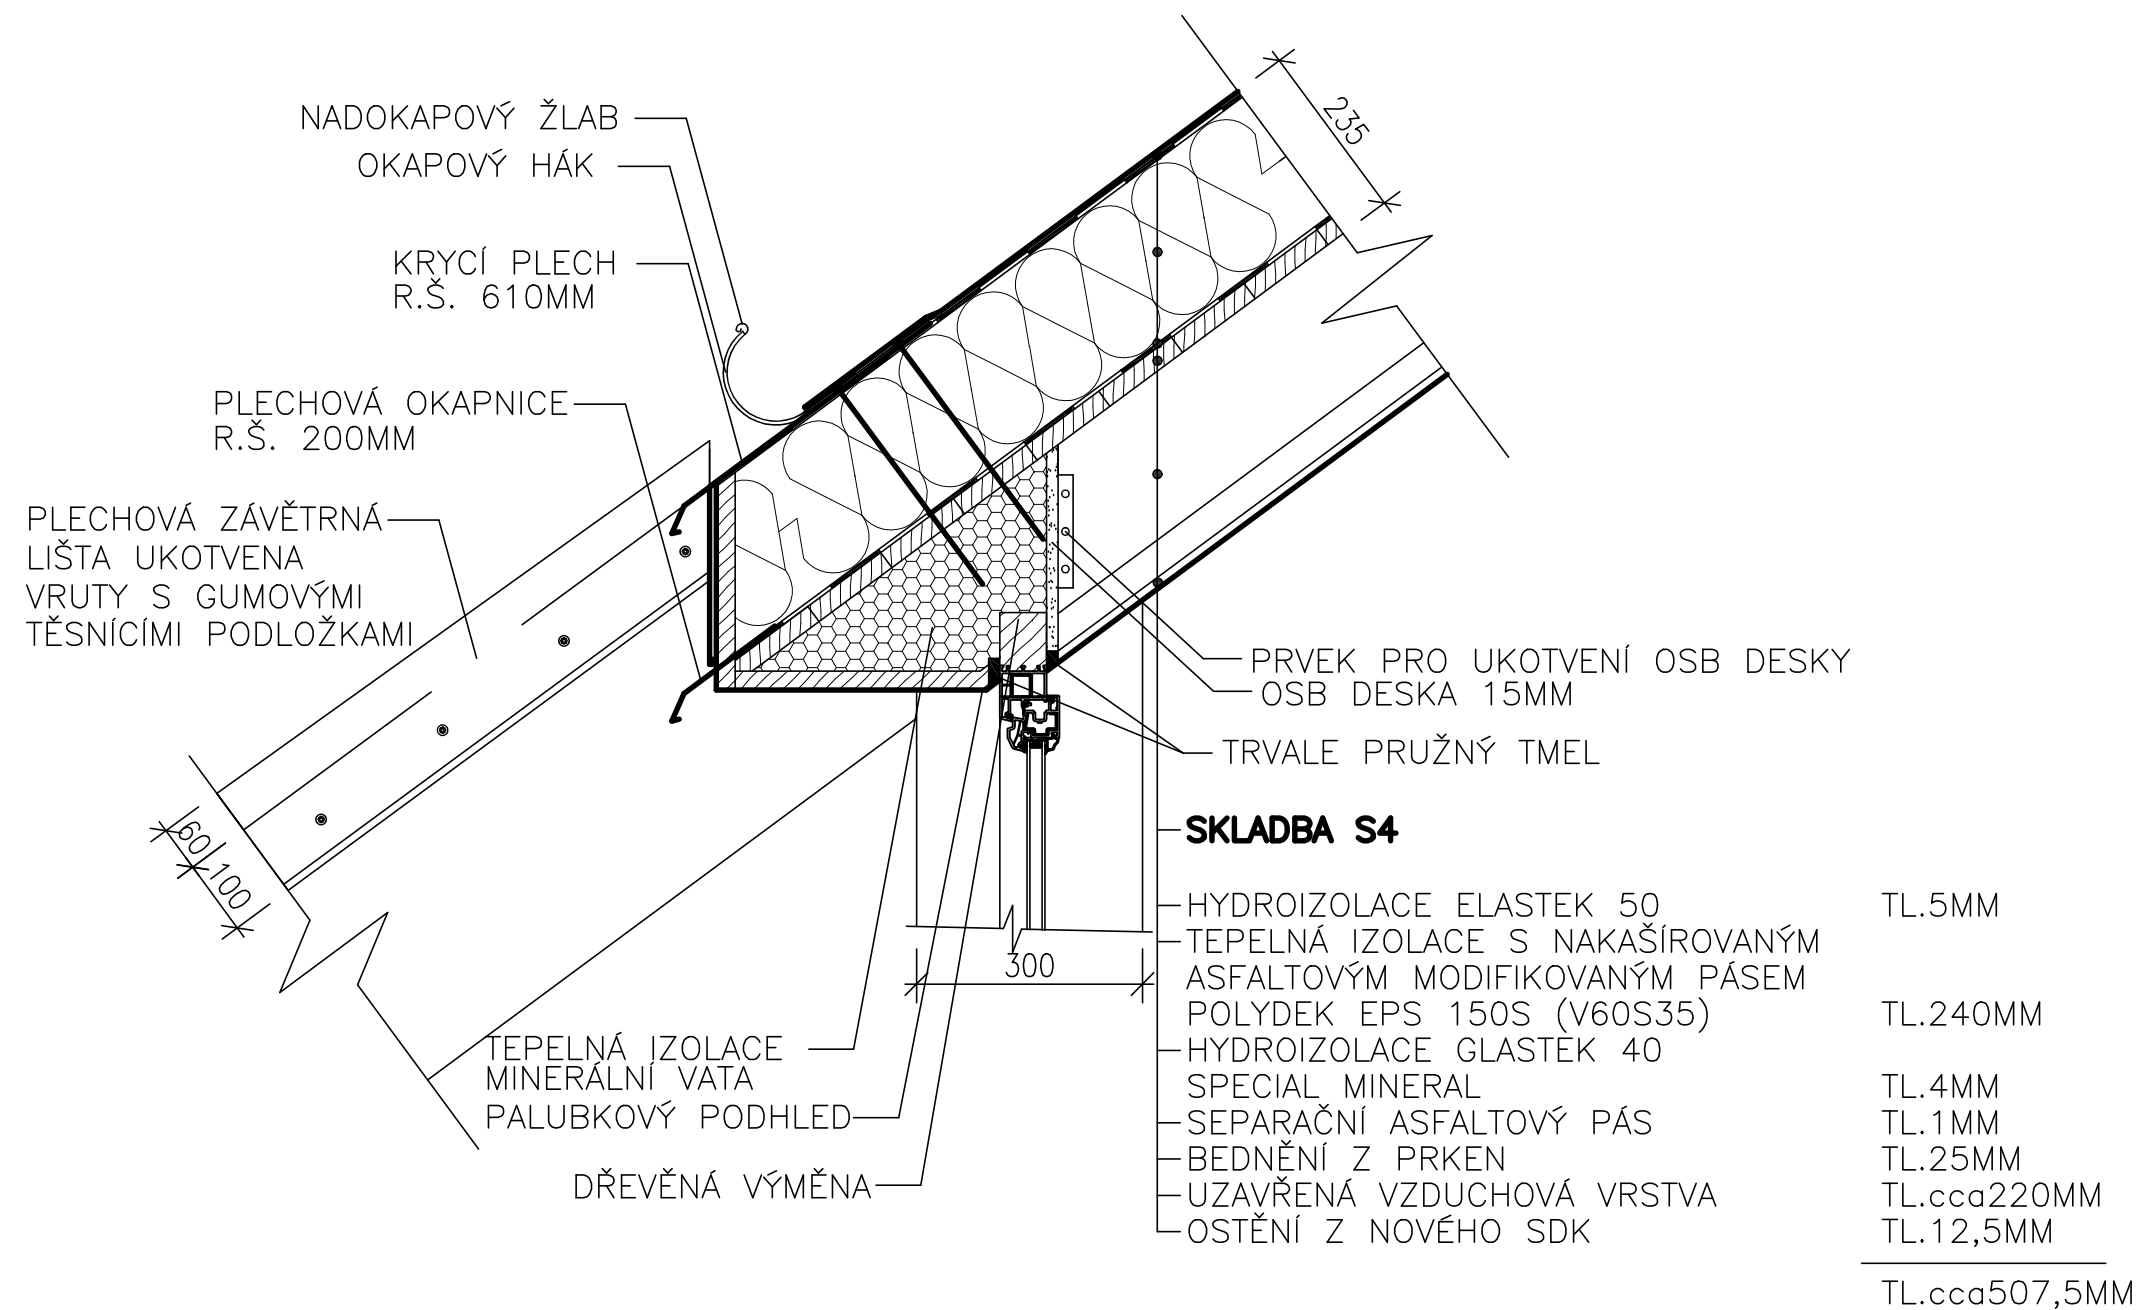 235
NADOKAPOVÝ ŽLAB
OKAPOVÝ HÁK
KRYCÍ PLECH
R.Š. 610MM
PLECHOVÁ OKAPNICE
R.Š. 200MM
PLECHOVÁ ZÁVĚTRNÁ
LIŠTA UKOTVENA
VRUTY S GUMOVÝMI
TĚSNÍCÍMI PODLOŽKAMI
PRVEK PRO UKOTVENÍ OSB DESKY
OSB DESKA 15MM
TRVALE PRUŽNÝ TMEL
60
100
300
TEPELNÁ IZOLACE
MINERÁLNÍ VATA
PALUBKOVÝ PODHLED
DŘEVĚNÁ VÝMĚNA
SKLADBA S4
HYDROIZOLACE ELASTEK 50 TL.5MM
TEPELNÁ IZOLACE S NAKAŠÍROVANÝM
ASFALTOVÝM MODIFIKOVANÝM PÁSEM
POLYDEK EPS 150S (V60S35) TL.240MM
HYDROIZOLACE GLASTEK 40
SPECIAL MINERAL TL.4MM
SEPARAČNÍ ASFALTOVÝ PÁS TL.1MM
BEDNĚNÍ Z PRKEN TL.25MM
UZAVŘENÁ VZDUCHOVÁ VRSTVA TL.cca220MM
OSTĚNÍ Z NOVÉHO SDK TL.12,5MM
TL.cca507,5MM